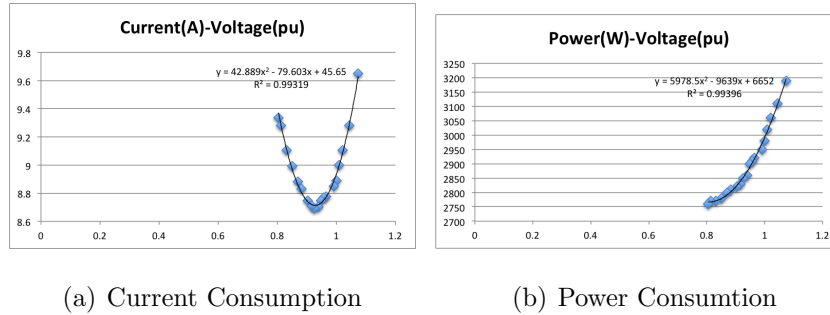 Current(A)-Voltage(pu)
y = 42.889x² - 79.603x + 45.65
R² = 0.99319
9.8
9.6
9.4
9.2
9
8.8
8.6
0 0.2 0.4 0.6 0.8 1 1.2
(a) Current Consumption
Power(W)-Voltage(pu)
y = 5978.5x² - 9639x + 6652
R² = 0.99396
3250
3200
3150
3100
3050
3000
2950
2900
2850
2800
2750
2700
0 0.2 0.4 0.6 0.8 1 1.2
(b) Power Consumtion